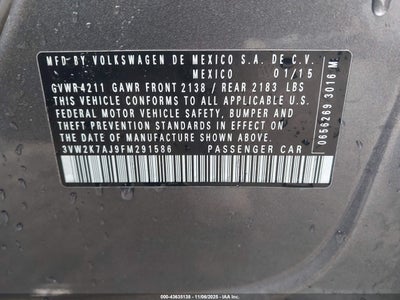 MFD.BY VOLKSWAGEN DE MEXICO S.A. DE C.V.
MEXICO 01/15
GVWR 4211 GAWR FRONT 2138 / REAR 2183 LBS
THIS VEHICLE CONFORMS TO ALL APPLICABLE U.S.
FEDERAL MOTOR VEHICLE SAFETY, BUMPER, AND
THEFT PREVENTION STANDARDS IN EFFECT ON
THE DATE OF MANUFACTURE SHOWN ABOVE.
3VW2K7AJ9FM291586 PASSENGER CAR
0656269 3016 M
000-43635138 - 11/06/2025 - IAA Inc.